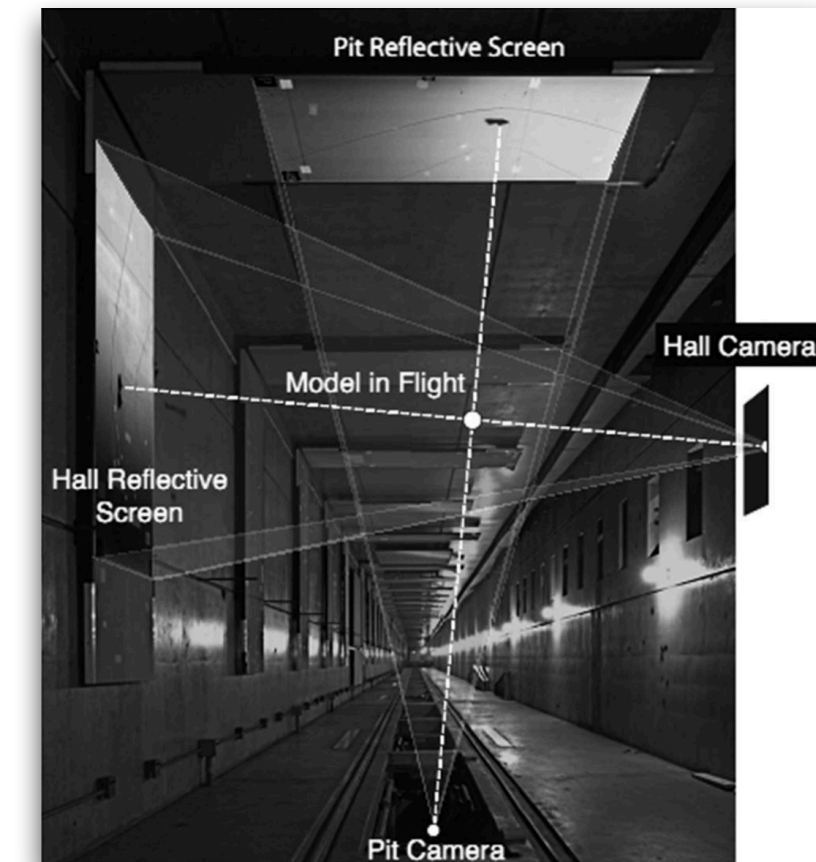 Pit Reflective Screen
Hall Camera
Model in Flight
Hall Reflective
Screen
Pit Camera